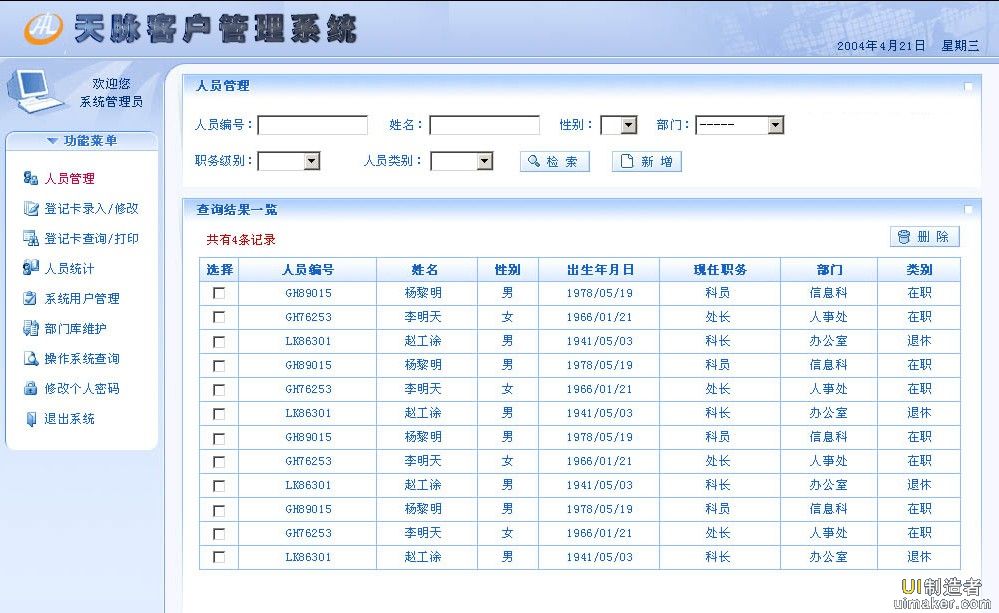 天脉客户管理系统
2004年4月21日 星期三
欢迎您
系统管理员
功能菜单
人员管理
登记卡录入/修改
登记卡查询/打印
人员统计
系统用户管理
部门库维护
操作系统查询
修改个人密码
退出系统
人员管理
人员编号： 姓名： 性别： 部门： -----
职务级别： 人员类别： 检 索 新 增
查询结果一览
共有4条记录 删 除
选择 人员编号 姓名 性别 出生年月日 现任职务 部门 类别
GH89015 杨黎明 男 1978/05/19 科员 信息科 在职
GH76253 李明天 女 1966/01/21 处长 人事处 在职
LK86301 赵工涂 男 1941/05/03 科长 办公室 退休
GH89015 杨黎明 男 1978/05/19 科员 信息科 在职
GH76253 李明天 女 1966/01/21 处长 人事处 在职
LK86301 赵工涂 男 1941/05/03 科长 办公室 退休
GH89015 杨黎明 男 1978/05/19 科员 信息科 在职
GH76253 李明天 女 1966/01/21 处长 人事处 在职
LK86301 赵工涂 男 1941/05/03 科长 办公室 退休
GH89015 杨黎明 男 1978/05/19 科员 信息科 在职
GH76253 李明天 女 1966/01/21 处长 人事处 在职
LK86301 赵工涂 男 1941/05/03 科长 办公室 退休
UI制造者
uimaker.com